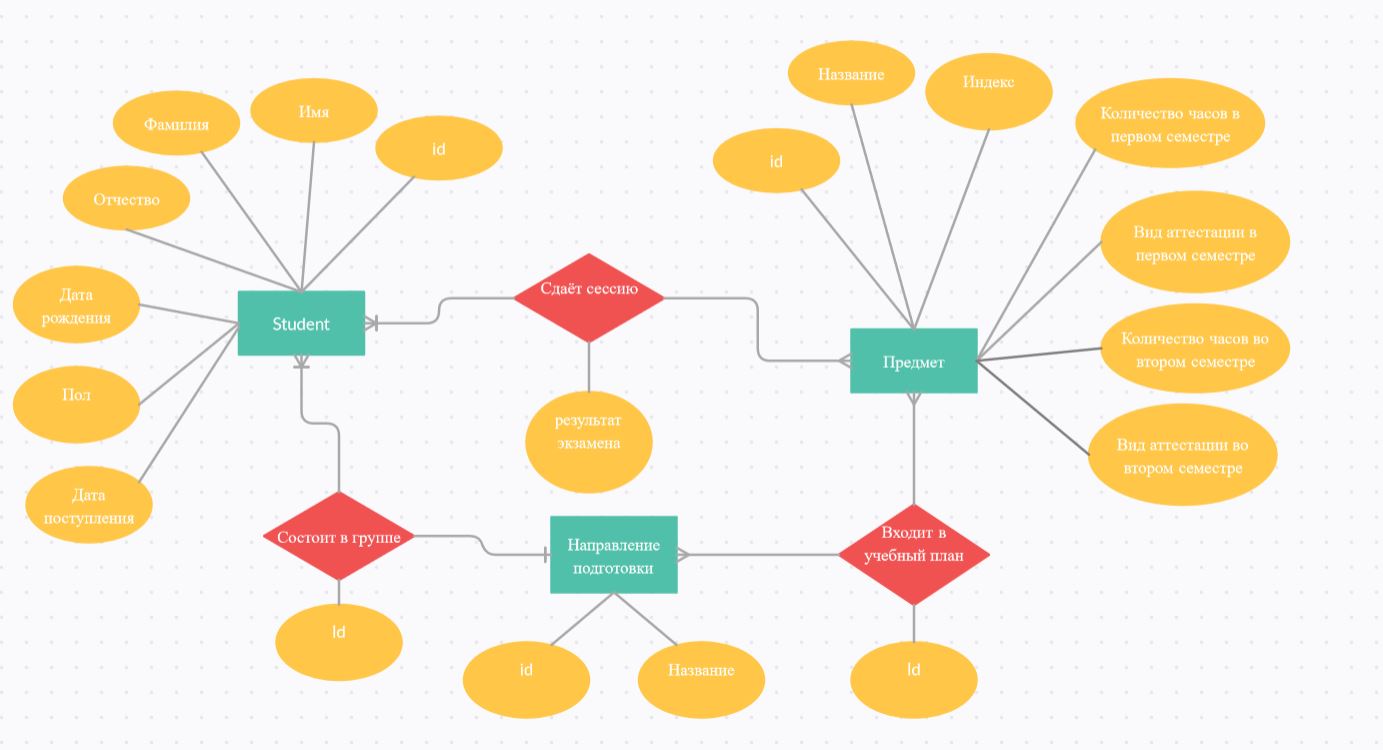 Название
Индекс
Количество часов в
первом семестре
Фамилия
Имя
id
id
Отчество
Вид аттестации в
первом семестре
Дата
рождения
Сдаёт сессию
Student
Количество часов во
втором семестре
Предмет
Пол
результат
экзамена
Вид аттестации во
втором семестре
Дата
поступления
Состоит в группе
Направление
подготовки
Входит в
учебный план
Id
id
Название
Id